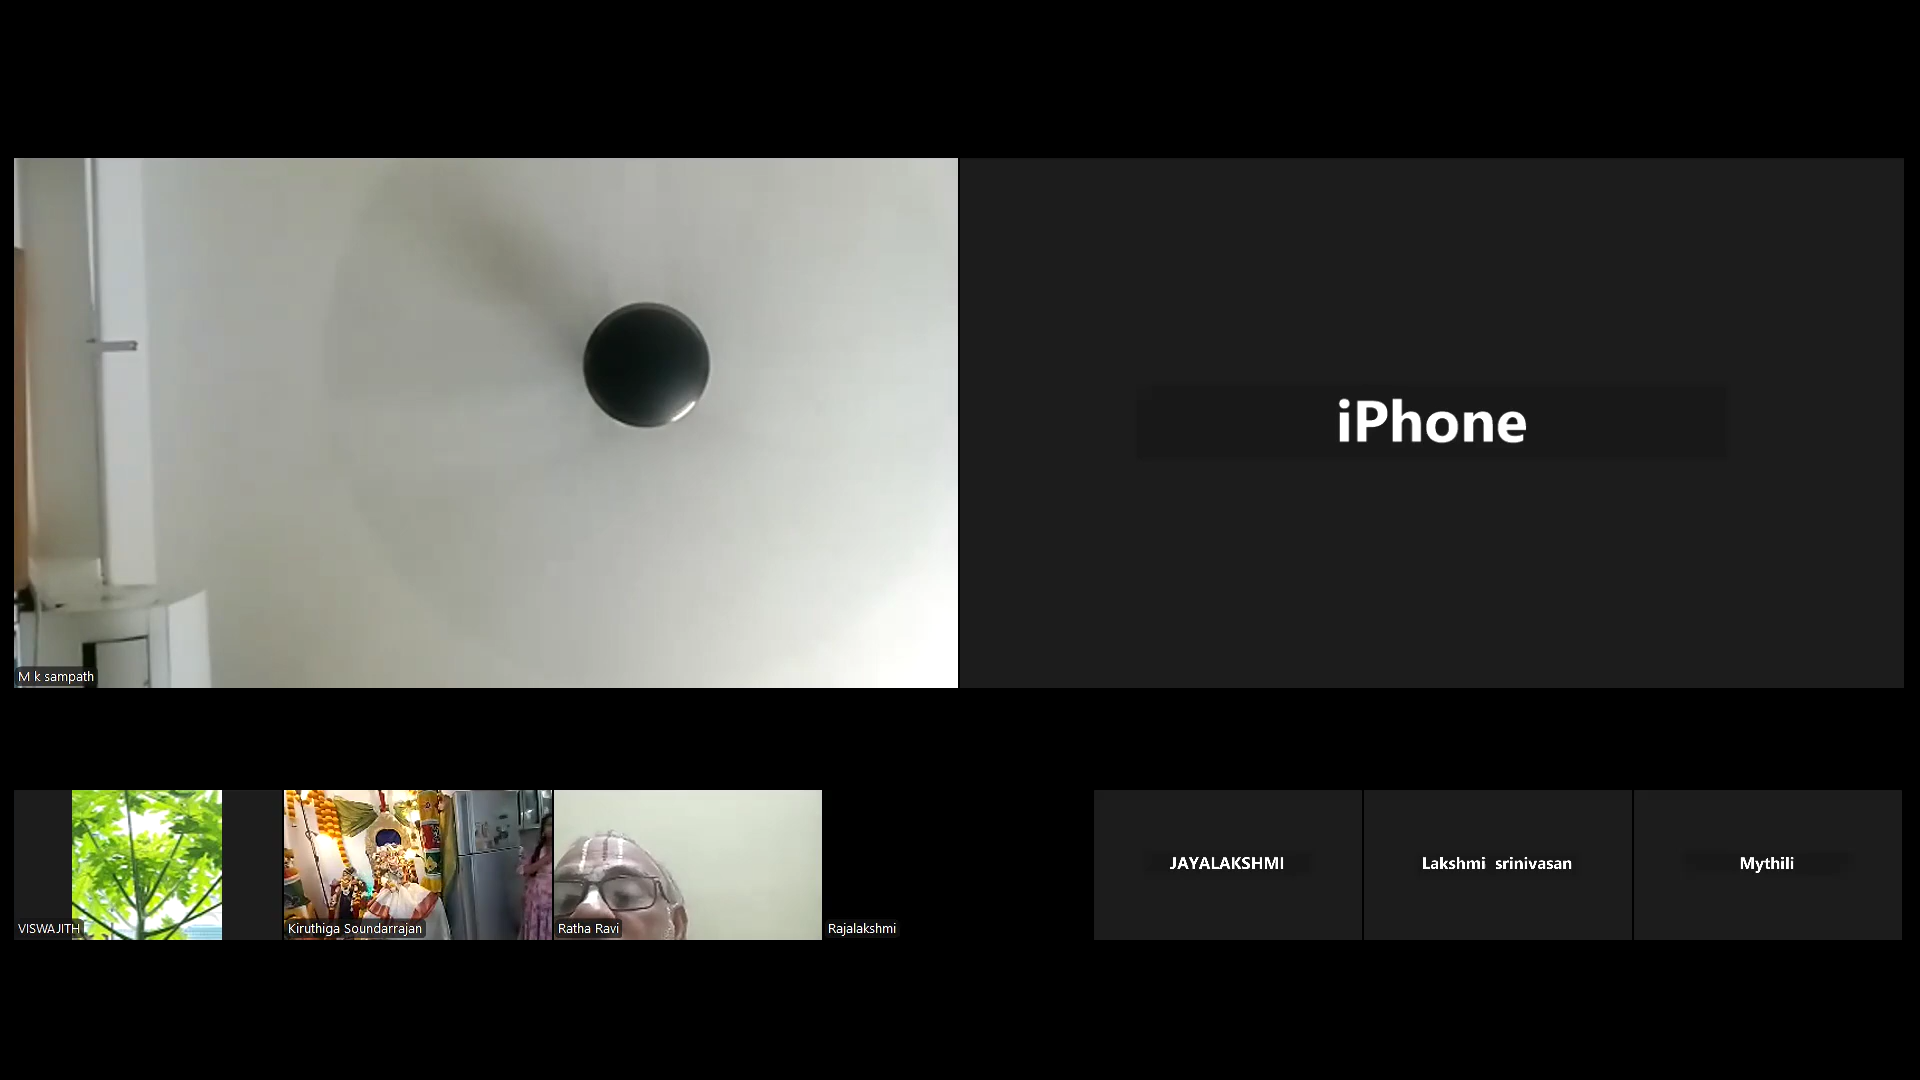 iPhone
M k sampath
VISWAJITH
Kiruthiga Soundarrajan
Ratha Ravi
Rajalakshmi
JAYALAKSHMI
Lakshmi srinivasan
Mythili